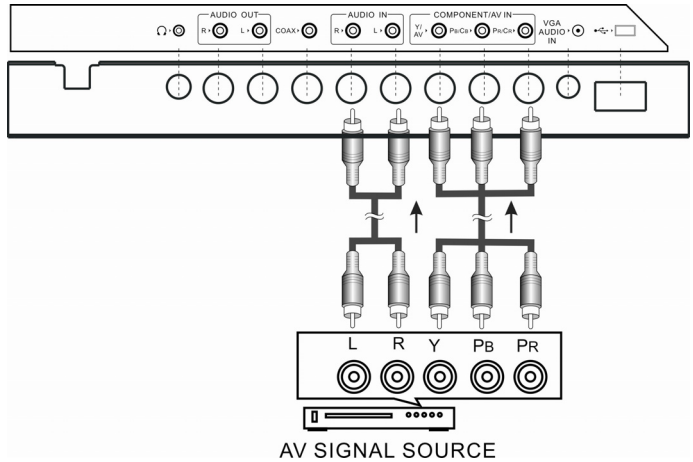 AUDIO OUT AUDIO IN COMPONENT/AV IN VGA
R L COAX R L Y/ AV PB/CB PR/CR AUDIO IN
L R Y PB PR
AV SIGNAL SOURCE